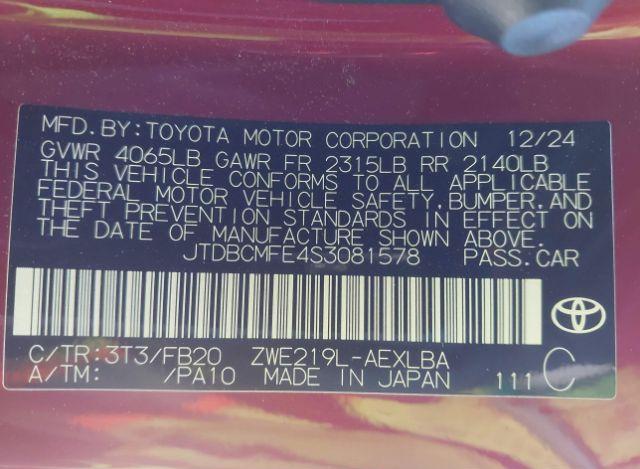 MFD. BY: TOYOTA MOTOR CORPORATION 12/24
GVWR 4065LB GAWR FR 2315LB RR 2140LB
THIS VEHICLE CONFORMS TO ALL APPLICABLE
FEDERAL MOTOR VEHICLE SAFETY, BUMPER, AND
THEFT PREVENTION STANDARDS IN EFFECT ON
THE DATE OF MANUFACTURE SHOWN ABOVE.
JTDBCMFE4S3081578 PASS. CAR
C/TR: 3T3/FB20 ZWE219L-AEXLBA
A/TM: /PA10 MADE IN JAPAN 111 C